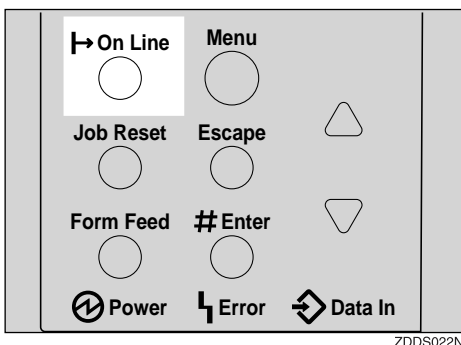 On Line Menu
Job Reset Escape
Form Feed # Enter
Power Error Data In
ZDDS022N